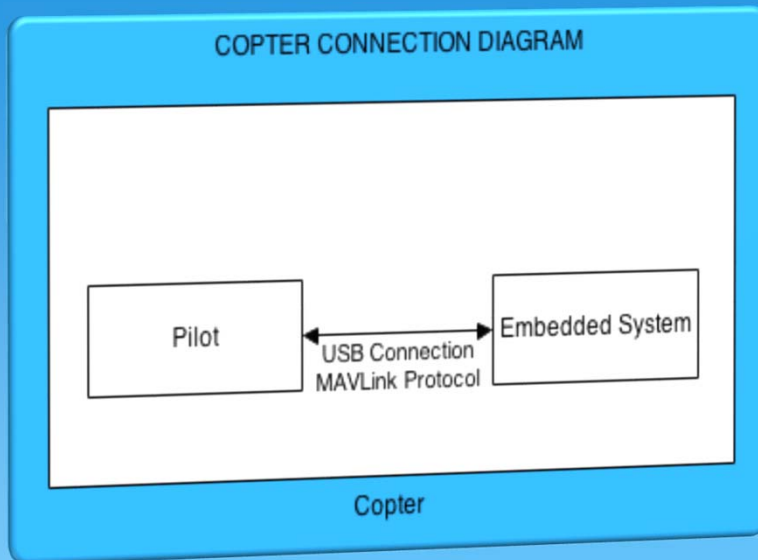 COPTER CONNECTION DIAGRAM
Pilot
USB Connection
MAVLink Protocol
Embedded System
Copter